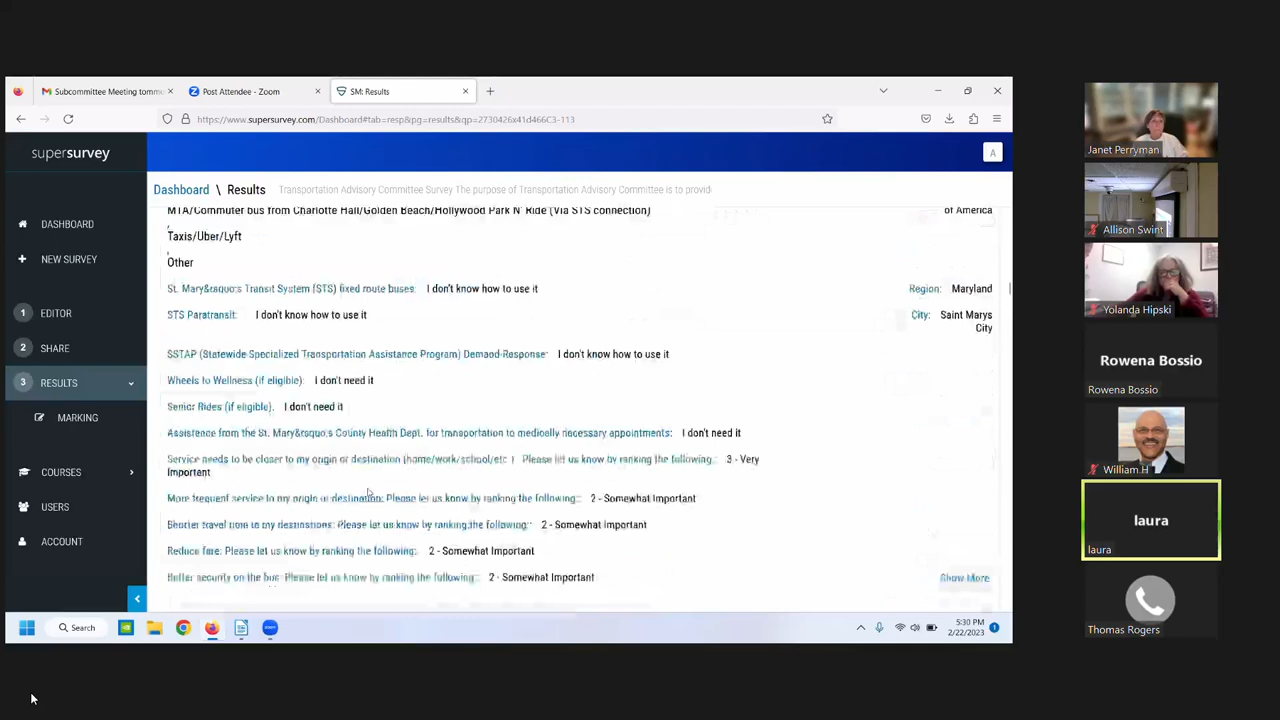 Subcommittee Meeting tommo
Post Attendee - Zoom
SM: Results
https://www.supersurvey.com/Dashboard#tab=resp&pg=results&qp=2730426x41d466C3-113
supersurvey
A
Dashboard \ Results Transportation Advisory Committee Survey The purpose of Transportation Advisory Committee is to provid
DASHBOARD
NEW SURVEY
1 EDITOR
2 SHARE
3 RESULTS
MARKING
COURSES
USERS
ACCOUNT
MTA/Commuter bus from Charlotte Hall/Golden Beach/Hollywood Park N' Ride (Via STS connection)
of America
,
Taxis/Uber/Lyft
,
Other
St. Mary&rsquo;s Transit System (STS) fixed route buses: I don't know how to use it
Region: Maryland
STS Paratransit: I don't know how to use it
City: Saint Marys
City
SSTAP (Statewide Specialized Transportation Assistance Program) Demand-Response: I don't know how to use it
Wheels to Wellness (if eligible): I don't need it
Senior Rides (if eligible): I don't need it
Assistence from the St. Mary&rsquo;s County Health Dept. for transportation to medically necessary appointments: I don't need it
Service needs to be closer to my origin or destination (home/work/school/etc.) Please let us know by ranking the following: 3 - Very
Important
More frequent service to my origin or destination: Please let us know by ranking the following: 2 - Somewhat Important
Shorter travel time to my destinations: Please let us know by ranking the following: 2 - Somewhat Important
Reduce fare: Please let us know by ranking the following: 2 - Somewhat Important
Better security on the bus: Please let us know by ranking the following: 2 - Somewhat Important
Show More
Search
5:30 PM
2/22/2023
1
Janet Perryman
Allison Swint
Yolanda Hipski
Rowena Bossio
Rowena Bossio
William.H
laura
laura
Thomas Rogers